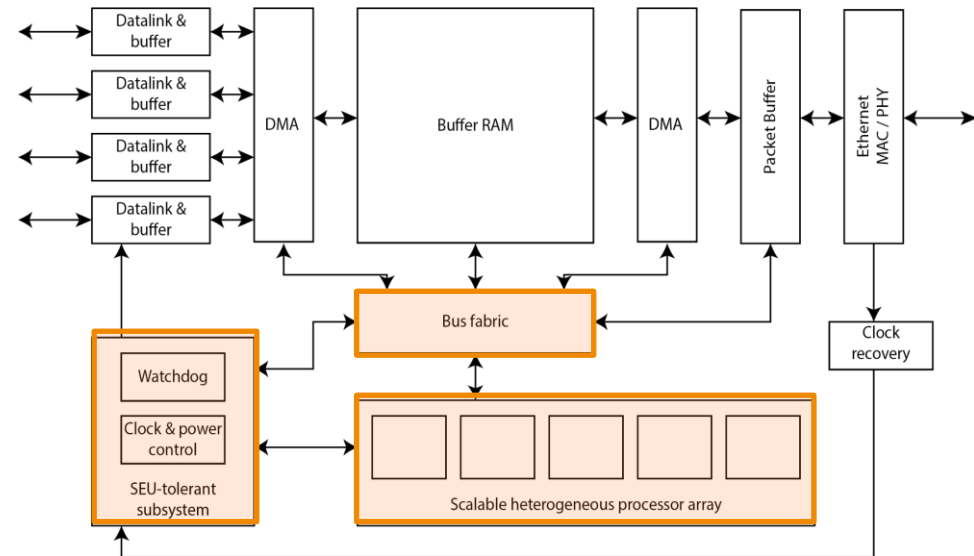 Datalink &
buffer
Datalink &
buffer
Datalink &
buffer
Datalink &
buffer
DMA
Buffer RAM
DMA
Packet Buffer
Ethernet
MAC / PHY
Bus fabric
Clock
recovery
Watchdog
Clock & power
control
SEU-tolerant
subsystem
Scalable heterogeneous processor array